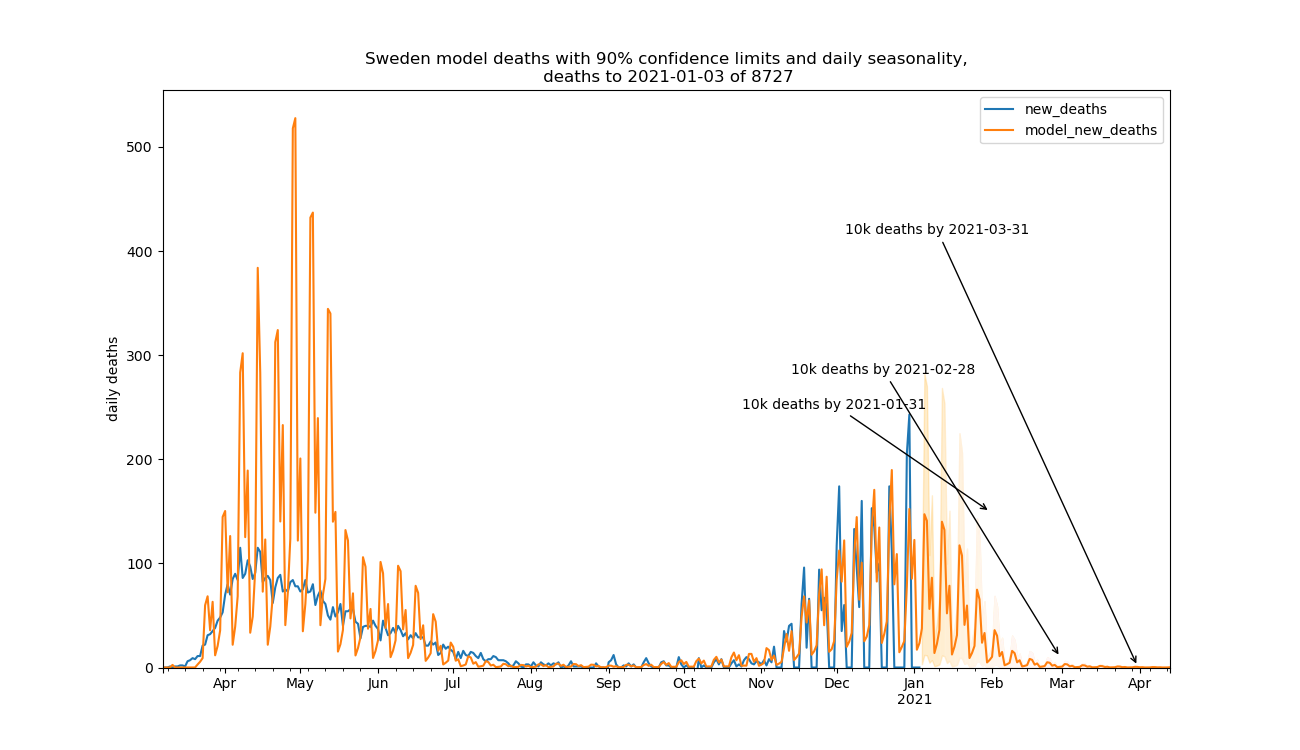 Sweden model deaths with 90% confidence limits and daily seasonality,
deaths to 2021-01-03 of 8727
new_deaths
model_new_deaths
500
400
300
200
100
0
daily deaths
10k deaths by 2021-03-31
10k deaths by 2021-02-28
10k deaths by 2021-01-31
Apr May Jun Jul Aug Sep Oct Nov Dec Jan Feb Mar Apr
2021